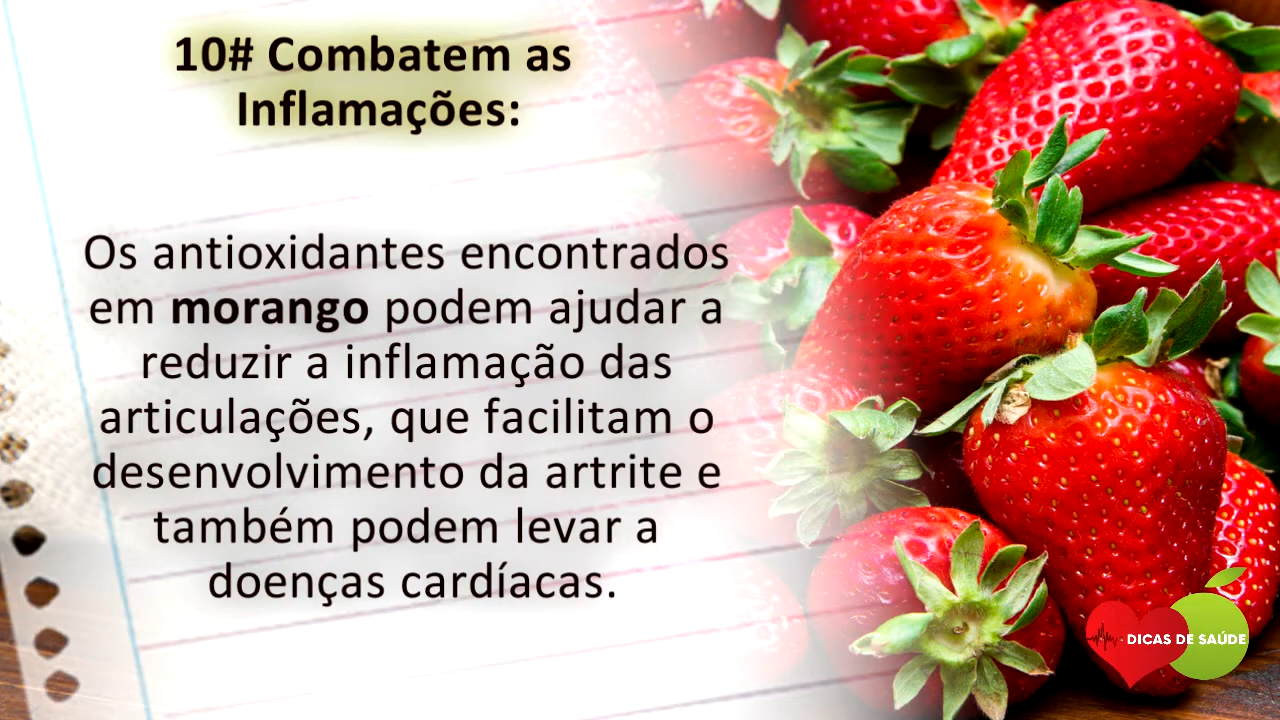 10# Combatem as
Inflamações:
Os antioxidantes encontrados
em morango podem ajudar a
reduzir a inflamação das
articulações, que facilitam o
desenvolvimento da artrite e
também podem levar a
doenças cardíacas.
DICAS DE SAÚDE